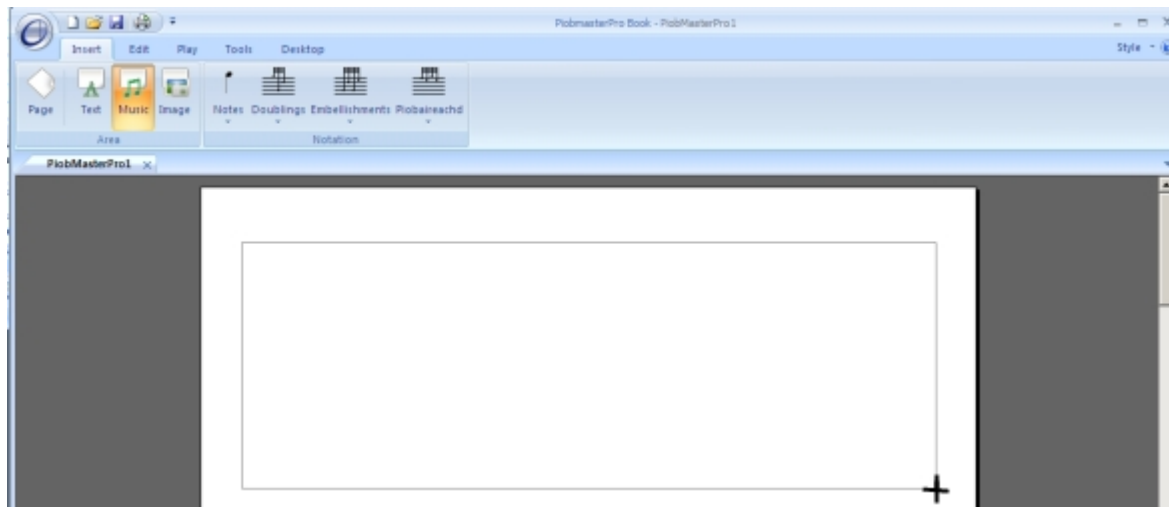 PiobmasterPro Book - PiobMasterPro1
Insert Edit Play Tools Desktop Style
Page Text Music Image Notes Doublings Embellishments Piobaireachd
Area Notation
PiobMasterPro1